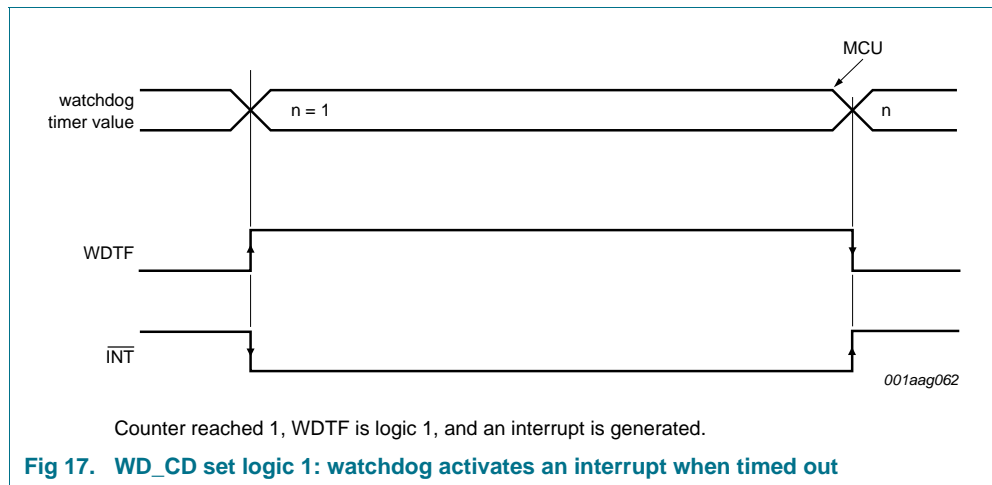 MCU
watchdog
timer value
n = 1
n
WDTF
INT
001aag062
Counter reached 1, WDTF is logic 1, and an interrupt is generated.
Fig 17. WD_CD set logic 1: watchdog activates an interrupt when timed out